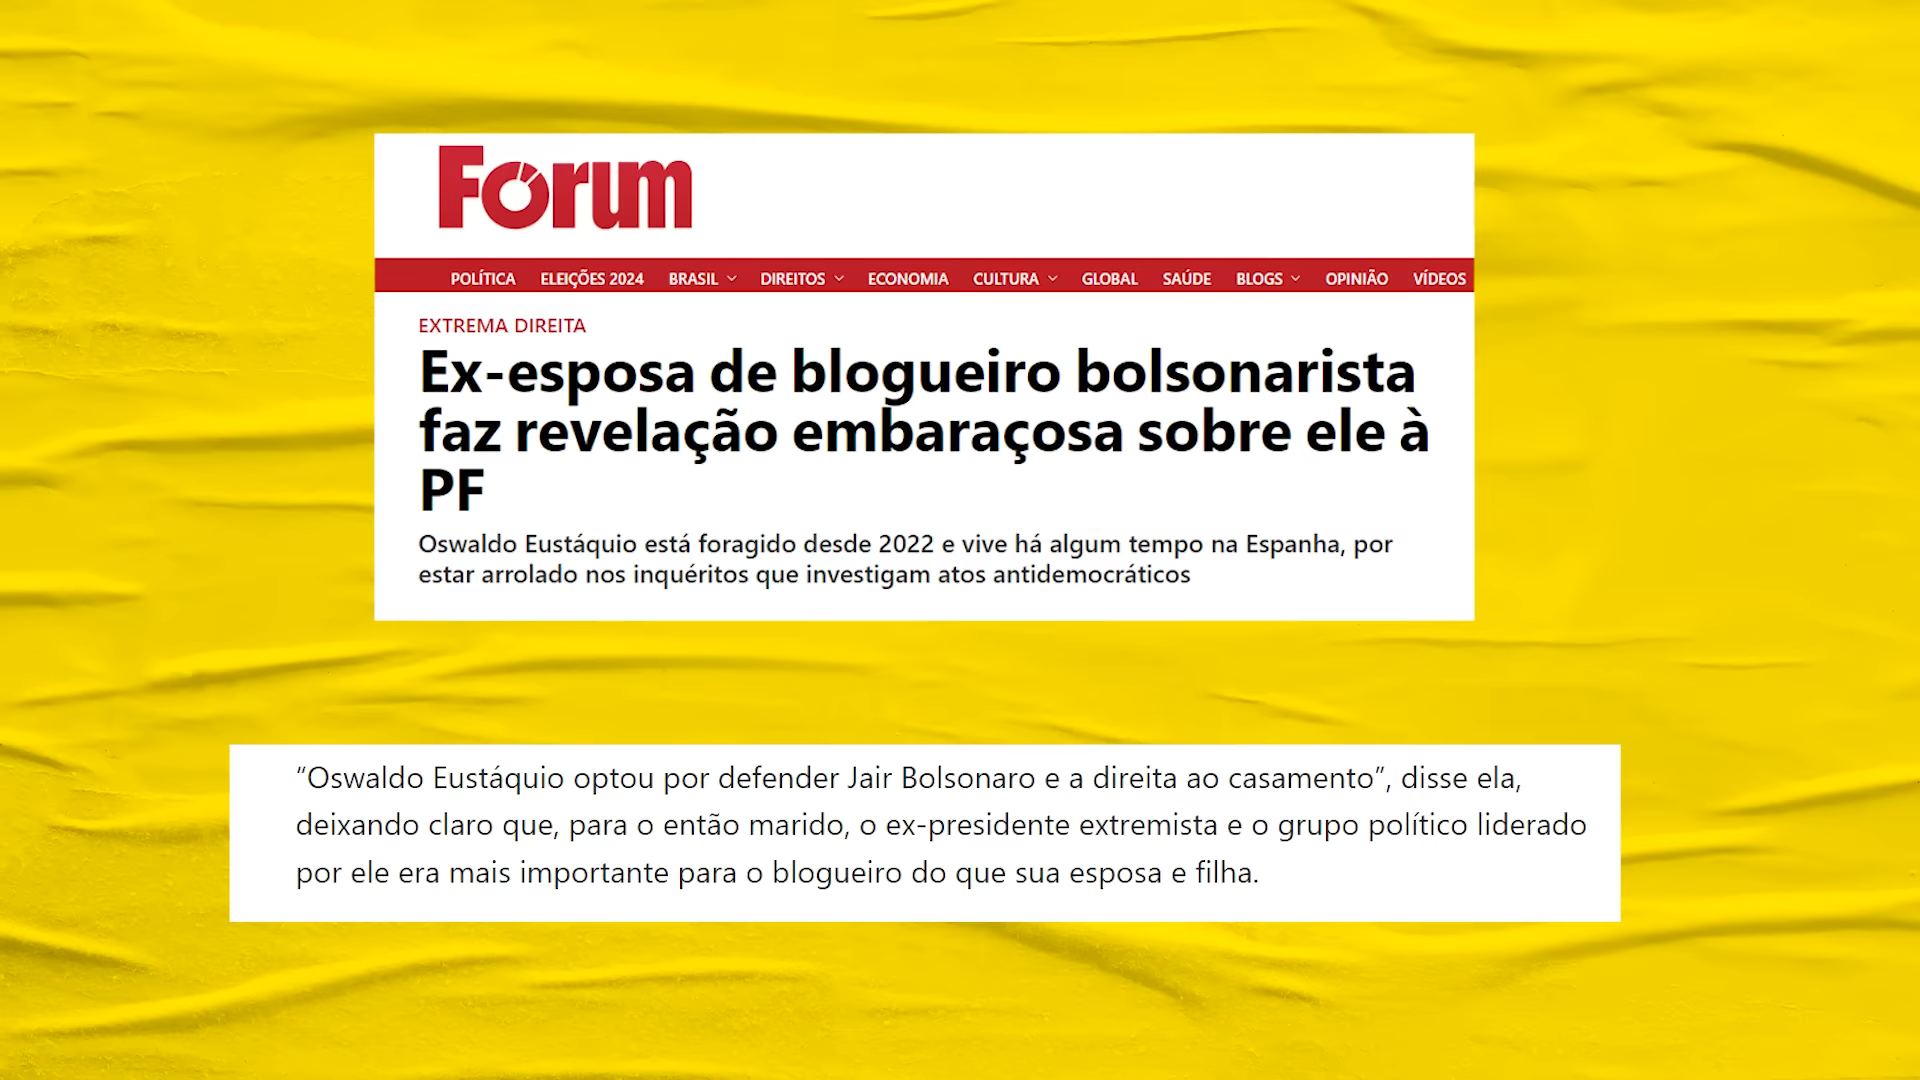 Fórum
POLÍTICA ELEIÇÕES 2024 BRASIL DIREITOS ECONOMIA CULTURA GLOBAL SAÚDE BLOGS OPINIÃO VÍDEOS
EXTREMA DIREITA
Ex-esposa de blogueiro bolsonarista
faz revelação embaraçosa sobre ele à
PF
Oswaldo Eustáquio está foragido desde 2022 e vive há algum tempo na Espanha, por
estar arrolado nos inquéritos que investigam atos antidemocráticos
“Oswaldo Eustáquio optou por defender Jair Bolsonaro e a direita ao casamento”, disse ela,
deixando claro que, para o então marido, o ex-presidente extremista e o grupo político liderado
por ele era mais importante para o blogueiro do que sua esposa e filha.